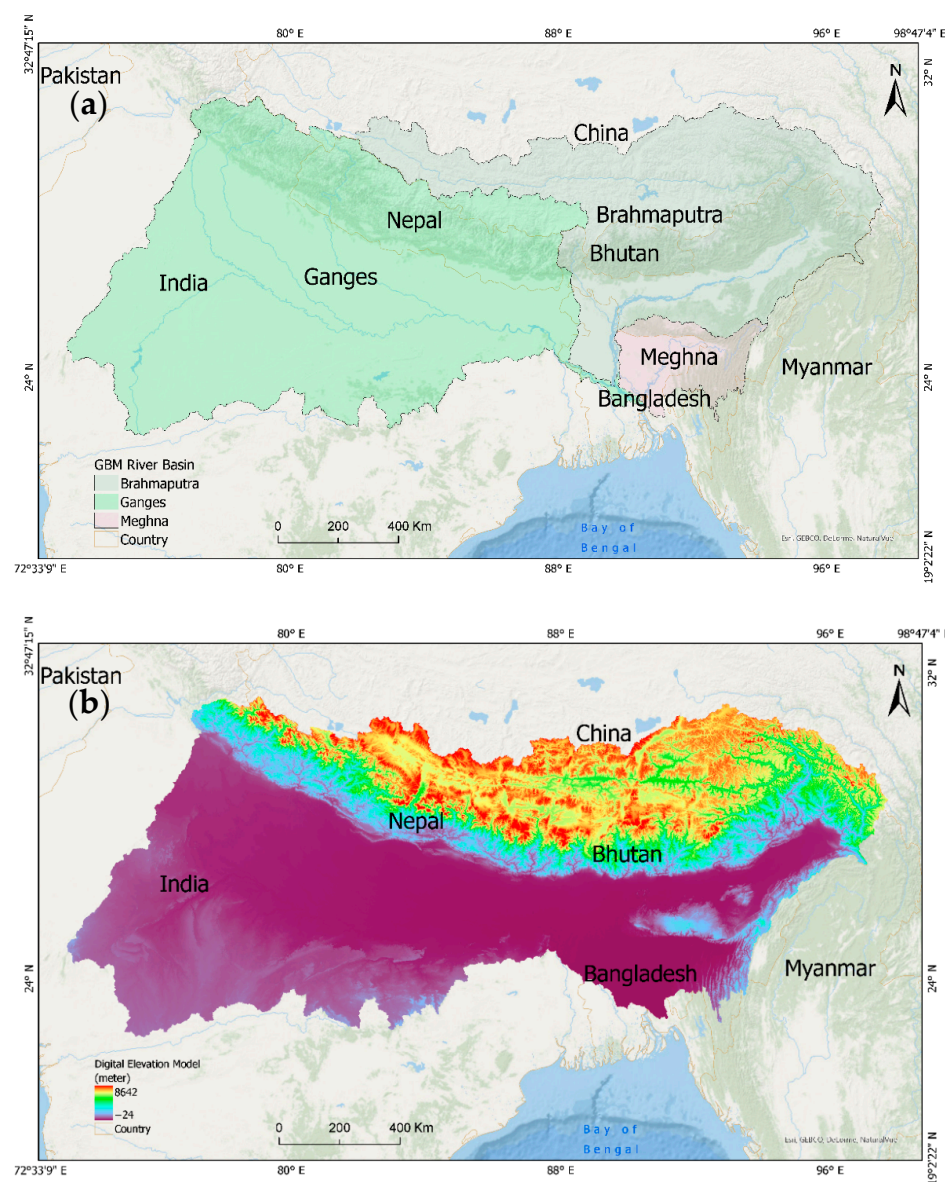 80° E
88° E
96° E
98°47'4" E
32°47'15" N
32° N
Pakistan
(a)
N
China
Nepal
Brahmaputra
Bhutan
India
Ganges
Meghna
Myanmar
24° N
24° N
Bangladesh
GBM River Basin
Brahmaputra
Ganges
Meghna
Country
0 200 400 Km
Bay of
Bengal
Esri, GEBCO, DeLorme, NaturalVue
72°33'9" E
80° E
88° E
96° E
19°2'22" N
80° E
88° E
96° E
98°47'4" E
32°47'15" N
32° N
Pakistan
(b)
N
China
Nepal
Bhutan
India
Bangladesh
Myanmar
24° N
24° N
Digital Elevation Model
(meter)
8642
−24
Country
0 200 400 Km
Bay of
Bengal
Esri, GEBCO, DeLorme, NaturalVue
72°33'9" E
80° E
88° E
96° E
19°2'22" N